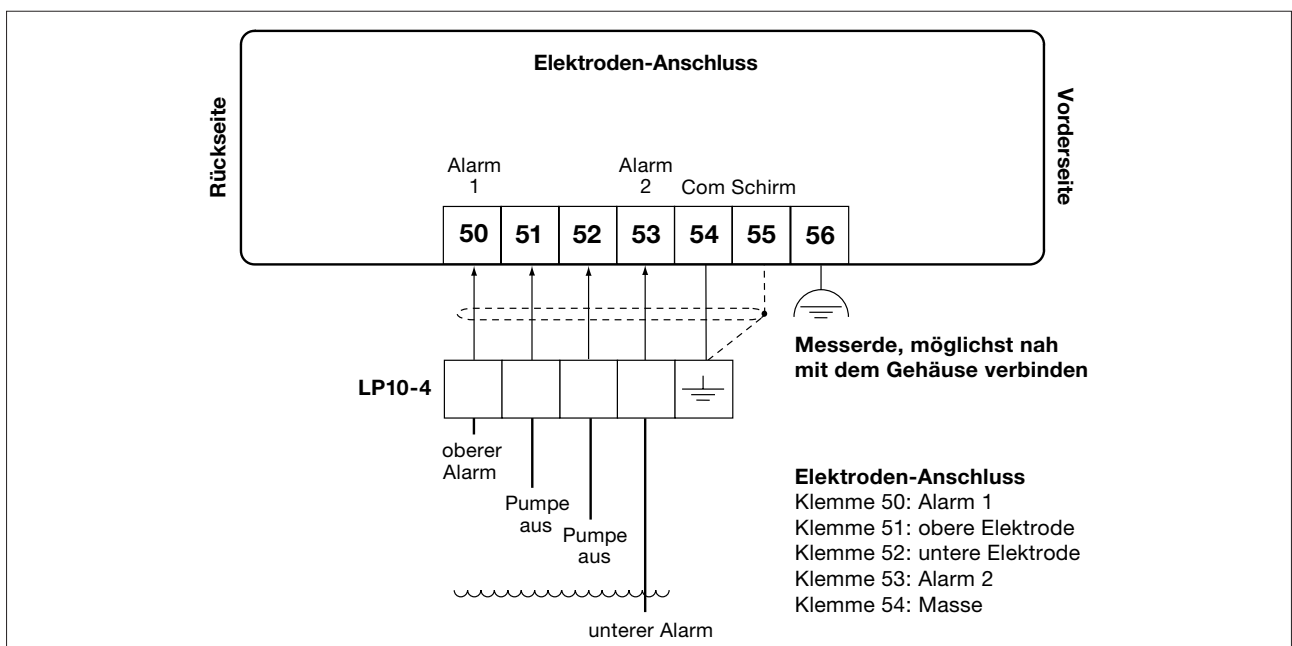 Elektroden-Anschluss
Rückseite
Vorderseite
Alarm
1
Alarm
2
Com Schirm
50 51 52 53 54 55 56
Messerde, möglichst nah
mit dem Gehäuse verbinden
LP10-4
oberer
Alarm
Pumpe
aus
Pumpe
aus
unterer Alarm
Elektroden-Anschluss
Klemme 50: Alarm 1
Klemme 51: obere Elektrode
Klemme 52: untere Elektrode
Klemme 53: Alarm 2
Klemme 54: Masse